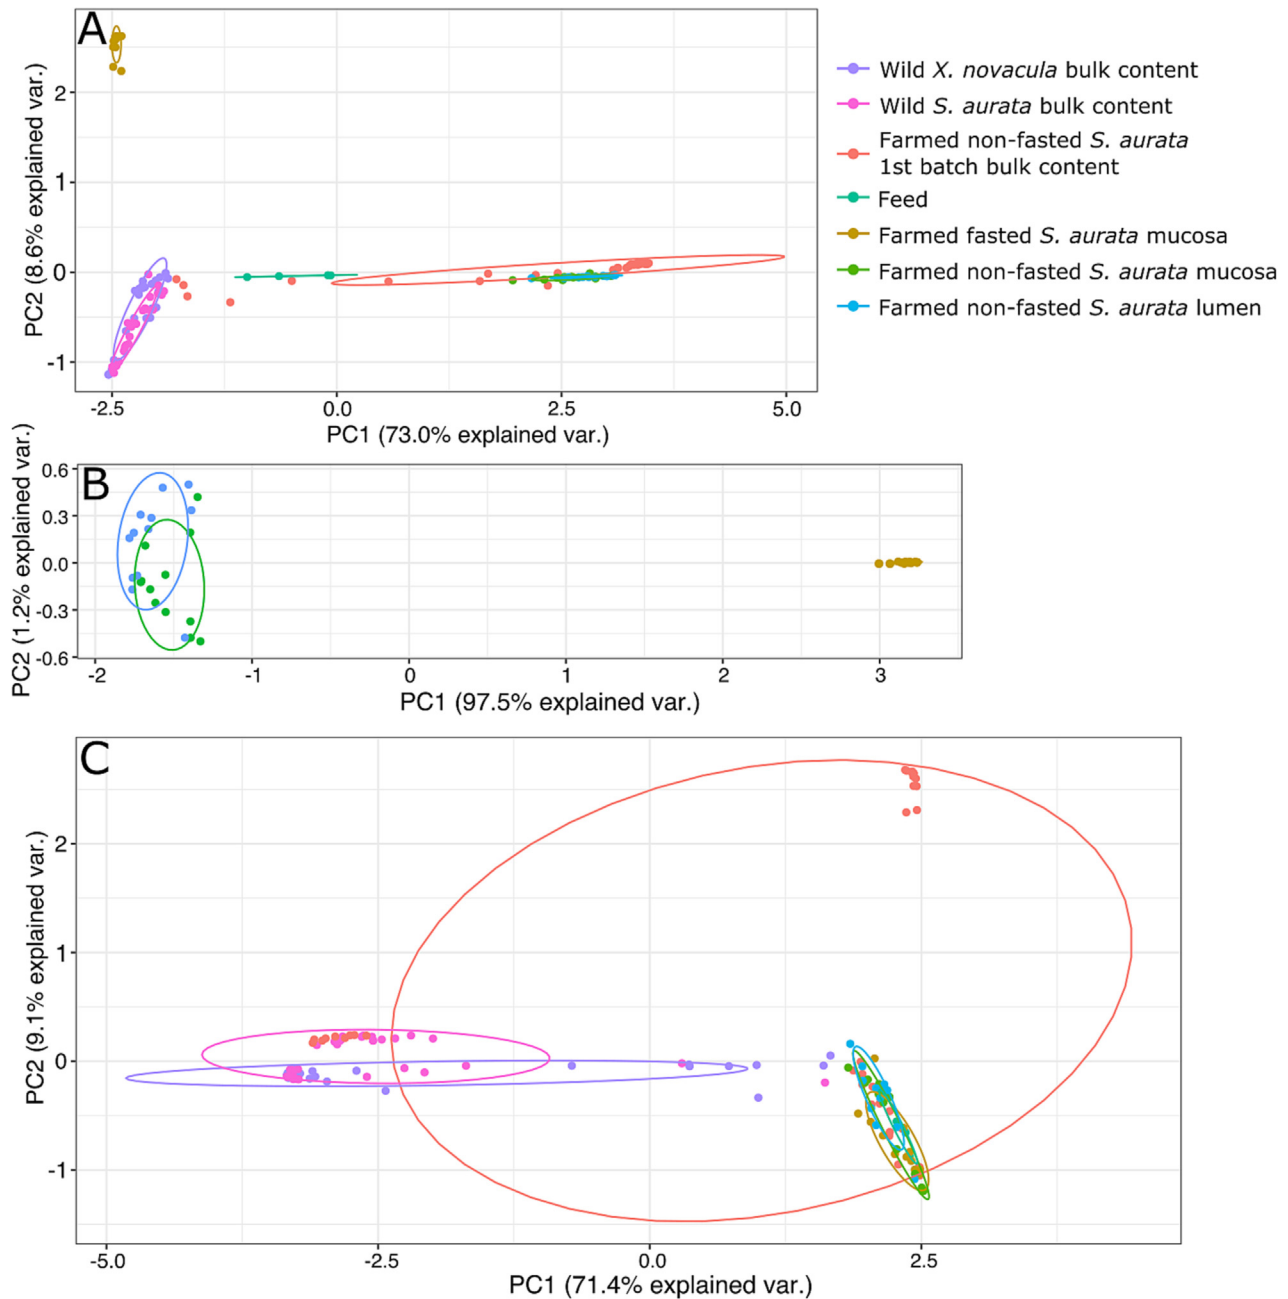 A
2
1
0
-1
PC2 (8.6% explained var.)
-2.5
0.0
2.5
5.0
PC1 (73.0% explained var.)
Wild X. novacula bulk content
Wild S. aurata bulk content
Farmed non-fasted S. aurata
1st batch bulk content
Feed
Farmed fasted S. aurata mucosa
Farmed non-fasted S. aurata mucosa
Farmed non-fasted S. aurata lumen
B
0.6
0.3
0.0
-0.3
-0.6
PC2 (1.2% explained var.)
-2
-1
0
1
2
3
PC1 (97.5% explained var.)
C
2
1
0
-1
PC2 (9.1% explained var.)
-5.0
-2.5
0.0
2.5
PC1 (71.4% explained var.)